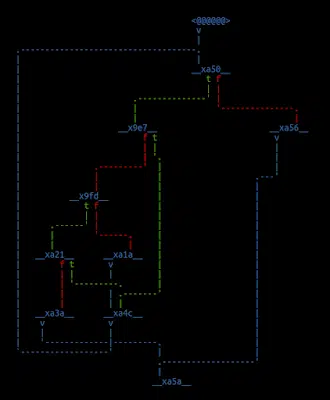 <@@@@@@>
v
__xa50__
t f
__x9e7__ __xa56__
f t v
__x9fd__
t f
__xa21__ __xa1a__
f t v
__xa3a__ __xa4c__
v v
__xa5a__